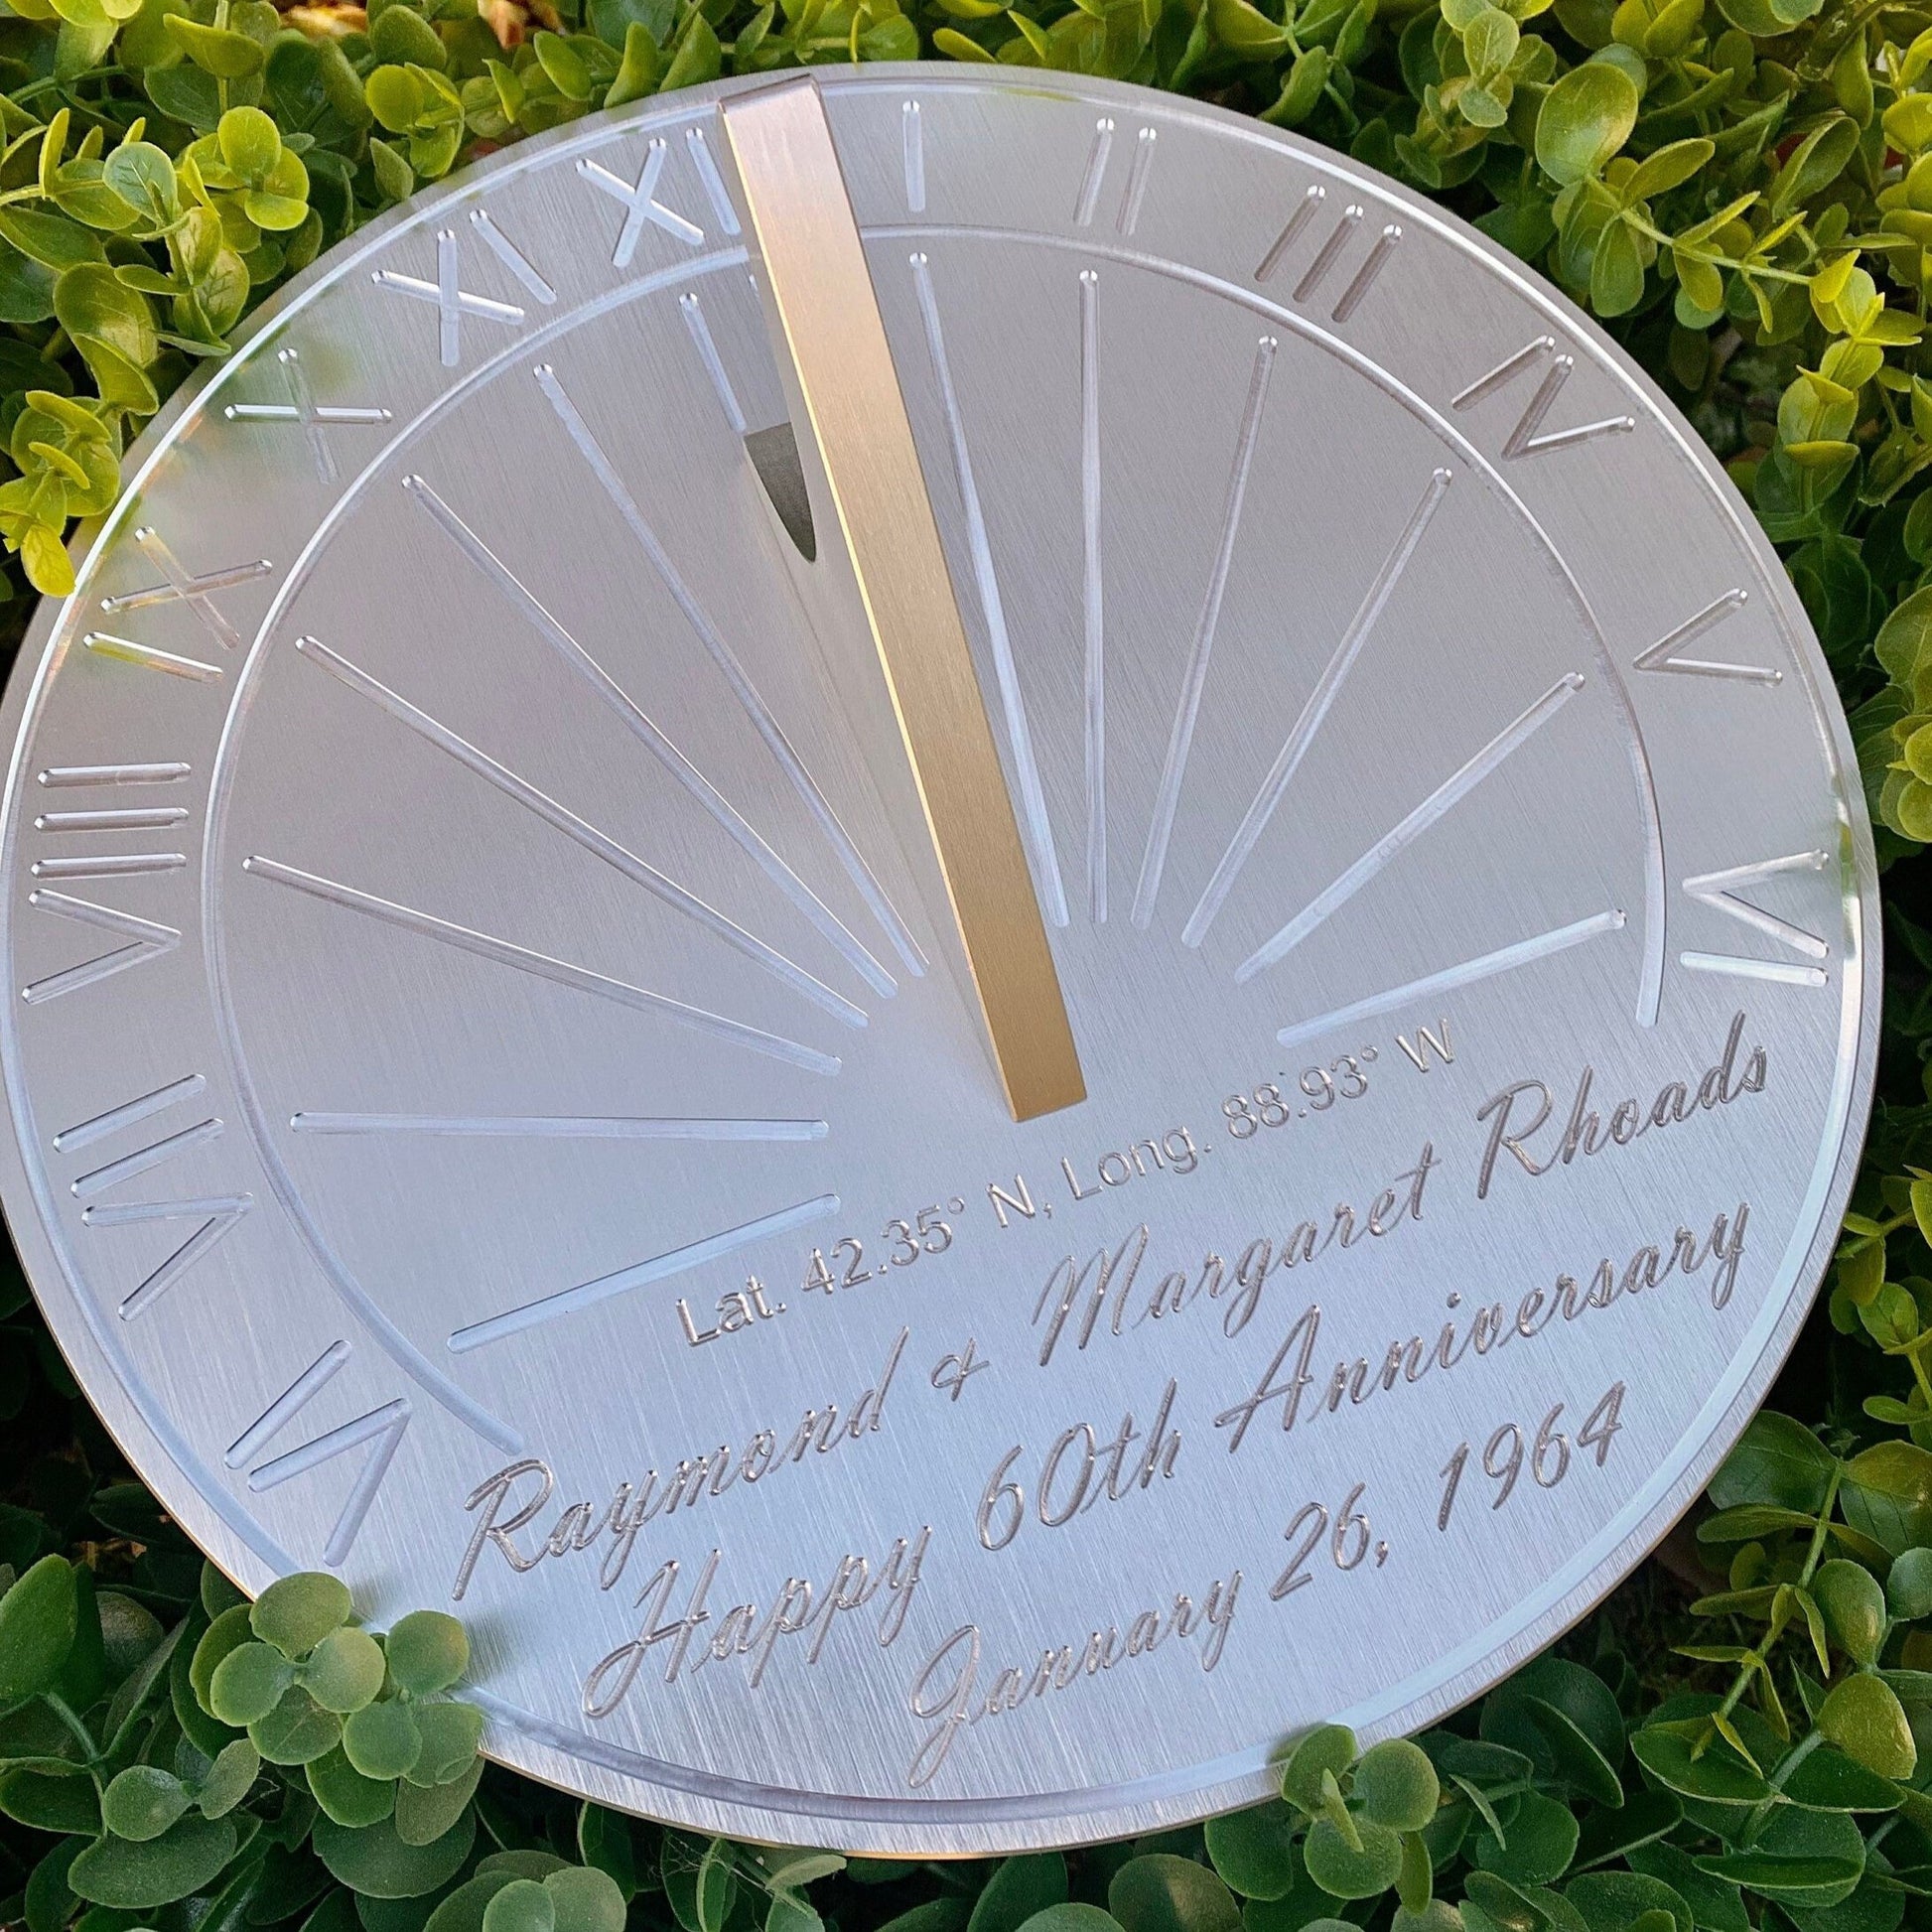 VI
VII
VIII
IX
X
XI
XII
I
II
III
IV
V
VI
Lat. 42.35° N, Long. 88.93° W
Raymond & Margaret Rhoads
Happy 60th Anniversary
January 26, 1964